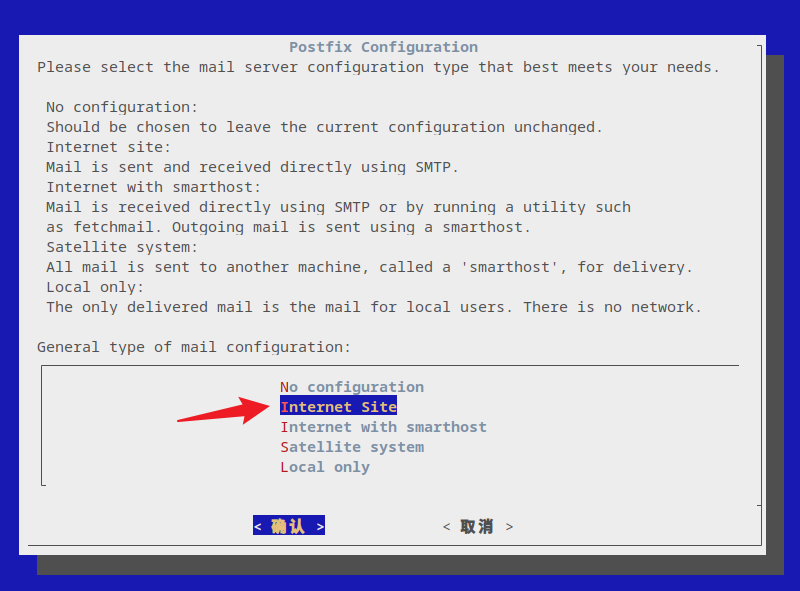 Postfix Configuration
Please select the mail server configuration type that best meets your needs.
No configuration:
Should be chosen to leave the current configuration unchanged.
Internet site:
Mail is sent and received directly using SMTP.
Internet with smarthost:
Mail is received directly using SMTP or by running a utility such
as fetchmail. Outgoing mail is sent using a smarthost.
Satellite system:
All mail is sent to another machine, called a 'smarthost', for delivery.
Local only:
The only delivered mail is the mail for local users. There is no network.
General type of mail configuration:
No configuration
Internet Site
Internet with smarthost
Satellite system
Local only
< 确认 > < 取消 >